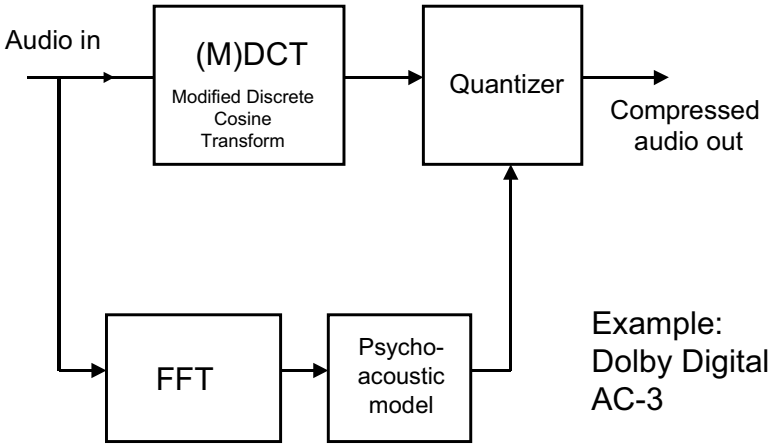 Audio in
(M)DCT
Modified Discrete
Cosine
Transform
Quantizer
Compressed
audio out
FFT
Psycho-
acoustic
model
Example:
Dolby Digital
AC-3